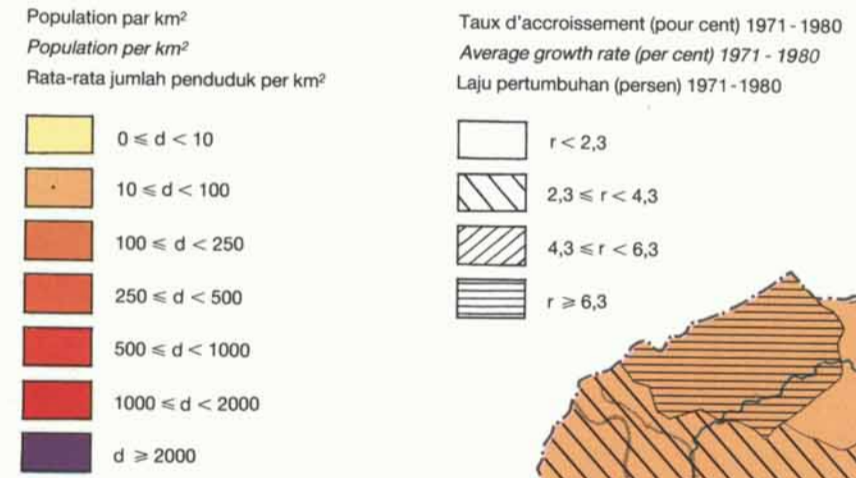 Population par km²
Population per km²
Rata-rata jumlah penduduk per km²
0 ⩽ d < 10
10 ⩽ d < 100
100 ⩽ d < 250
250 ⩽ d < 500
500 ⩽ d < 1000
1000 ⩽ d < 2000
d ⩾ 2000
Taux d'accroissement (pour cent) 1971-1980
Average growth rate (per cent) 1971 - 1980
Laju pertumbuhan (persen) 1971-1980
r < 2,3
2,3 ⩽ r < 4,3
4,3 ⩽ r < 6,3
r ⩾ 6,3